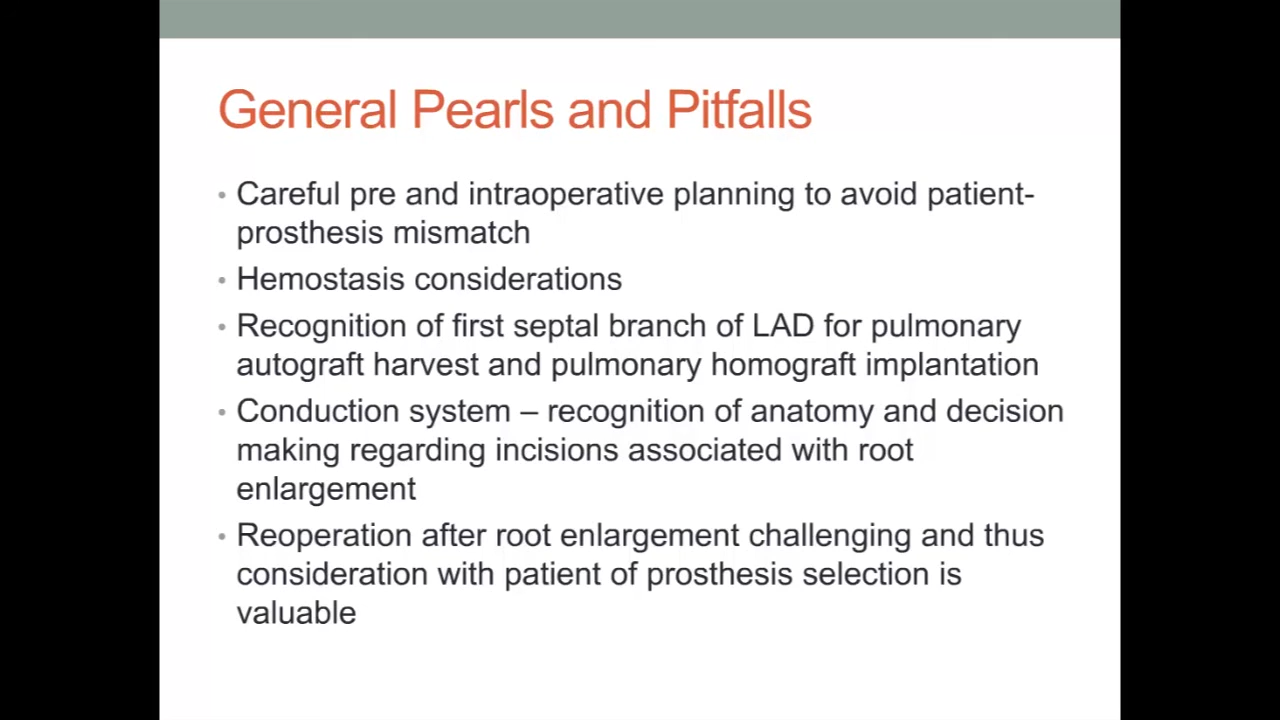 General Pearls and Pitfalls
• Careful pre and intraoperative planning to avoid patient-
prosthesis mismatch
• Hemostasis considerations
• Recognition of first septal branch of LAD for pulmonary
autograft harvest and pulmonary homograft implantation
• Conduction system – recognition of anatomy and decision
making regarding incisions associated with root
enlargement
• Reoperation after root enlargement challenging and thus
consideration with patient of prosthesis selection is
valuable